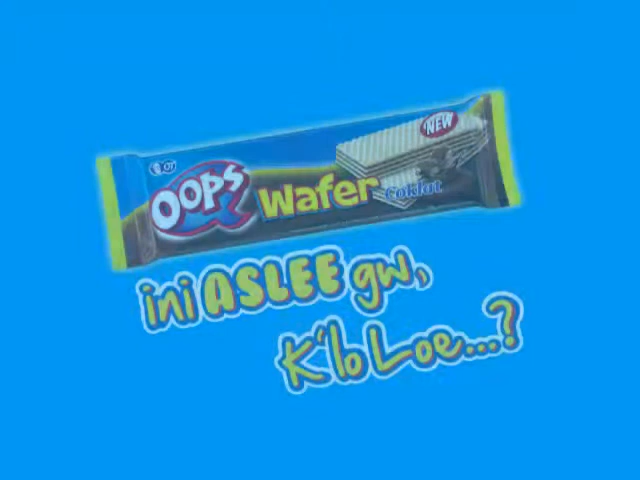 OT
OOPS
Wafer
Coklat
NEW
ini ASLEE gw,
K'lo Loe...?